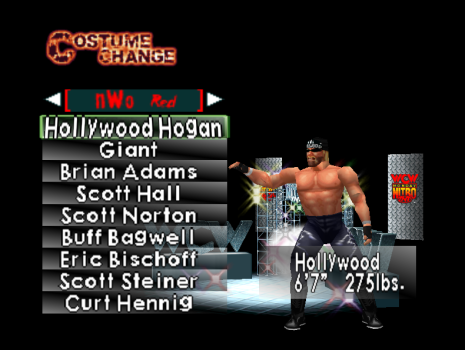 COSTUME
CHANGE
nWo Red
Hollywood Hogan
Giant
Brian Adams
Scott Hall
Scott Norton
Buff Bagwell
Eric Bischoff
Scott Steiner
Curt Hennig
Hollywood
6'7" 275lbs.
WCW
NITRO